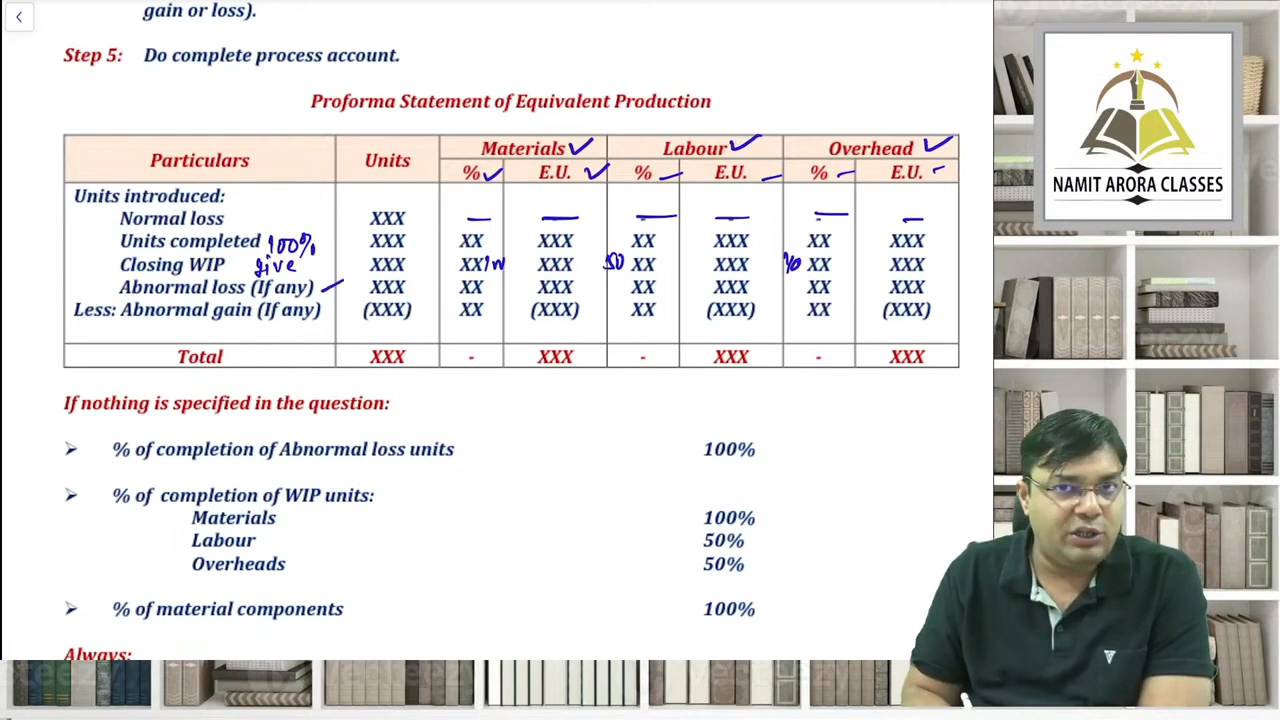 gain or loss).
Step 5: Do complete process account.
Proforma Statement of Equivalent Production
Particulars Units Materials Labour Overhead
% E.U. % E.U. % E.U.
Units introduced:
Normal loss XXX
Units completed 100% XXX XX XXX XX XXX XX XXX
Closing WIP give XXX XX XXX 50 XX XXX XX XXX
Abnormal loss (If any) XXX XX XXX XX XXX XX XXX
Less: Abnormal gain (If any) (XXX) XX (XXX) XX (XXX) XX (XXX)
Total XXX - XXX - XXX - XXX
If nothing is specified in the question:
% of completion of Abnormal loss units 100%
% of completion of WIP units:
Materials 100%
Labour 50%
Overheads 50%
% of material components 100%
Always:
NAMIT ARORA CLASSES